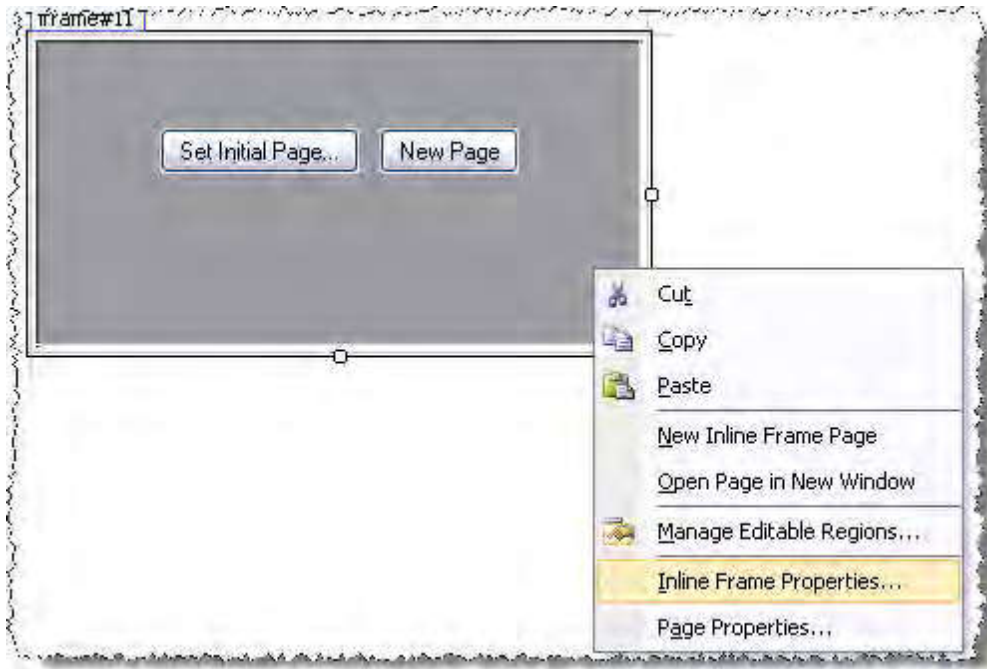 iframe#I1
Set Initial Page... New Page
Cut
Copy
Paste
New Inline Frame Page
Open Page in New Window
Manage Editable Regions...
Inline Frame Properties...
Page Properties...